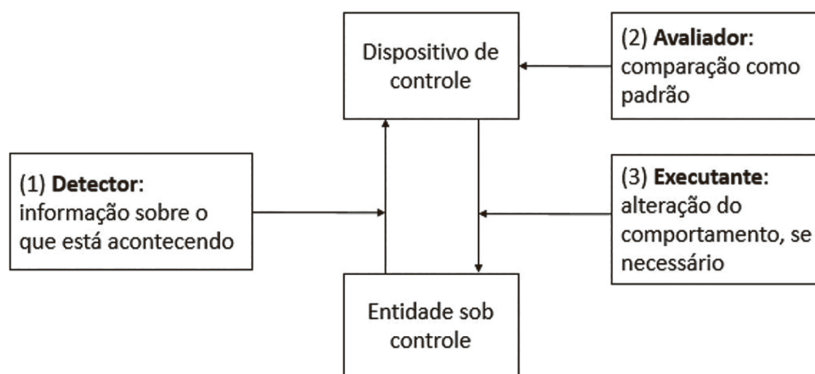 Dispositivo de
controle
(2) Avaliador:
comparação como
padrão
(1) Detector:
informação sobre o
que está acontecendo
(3) Executante:
alteração do
comportamento, se
necessário
Entidade sob
controle